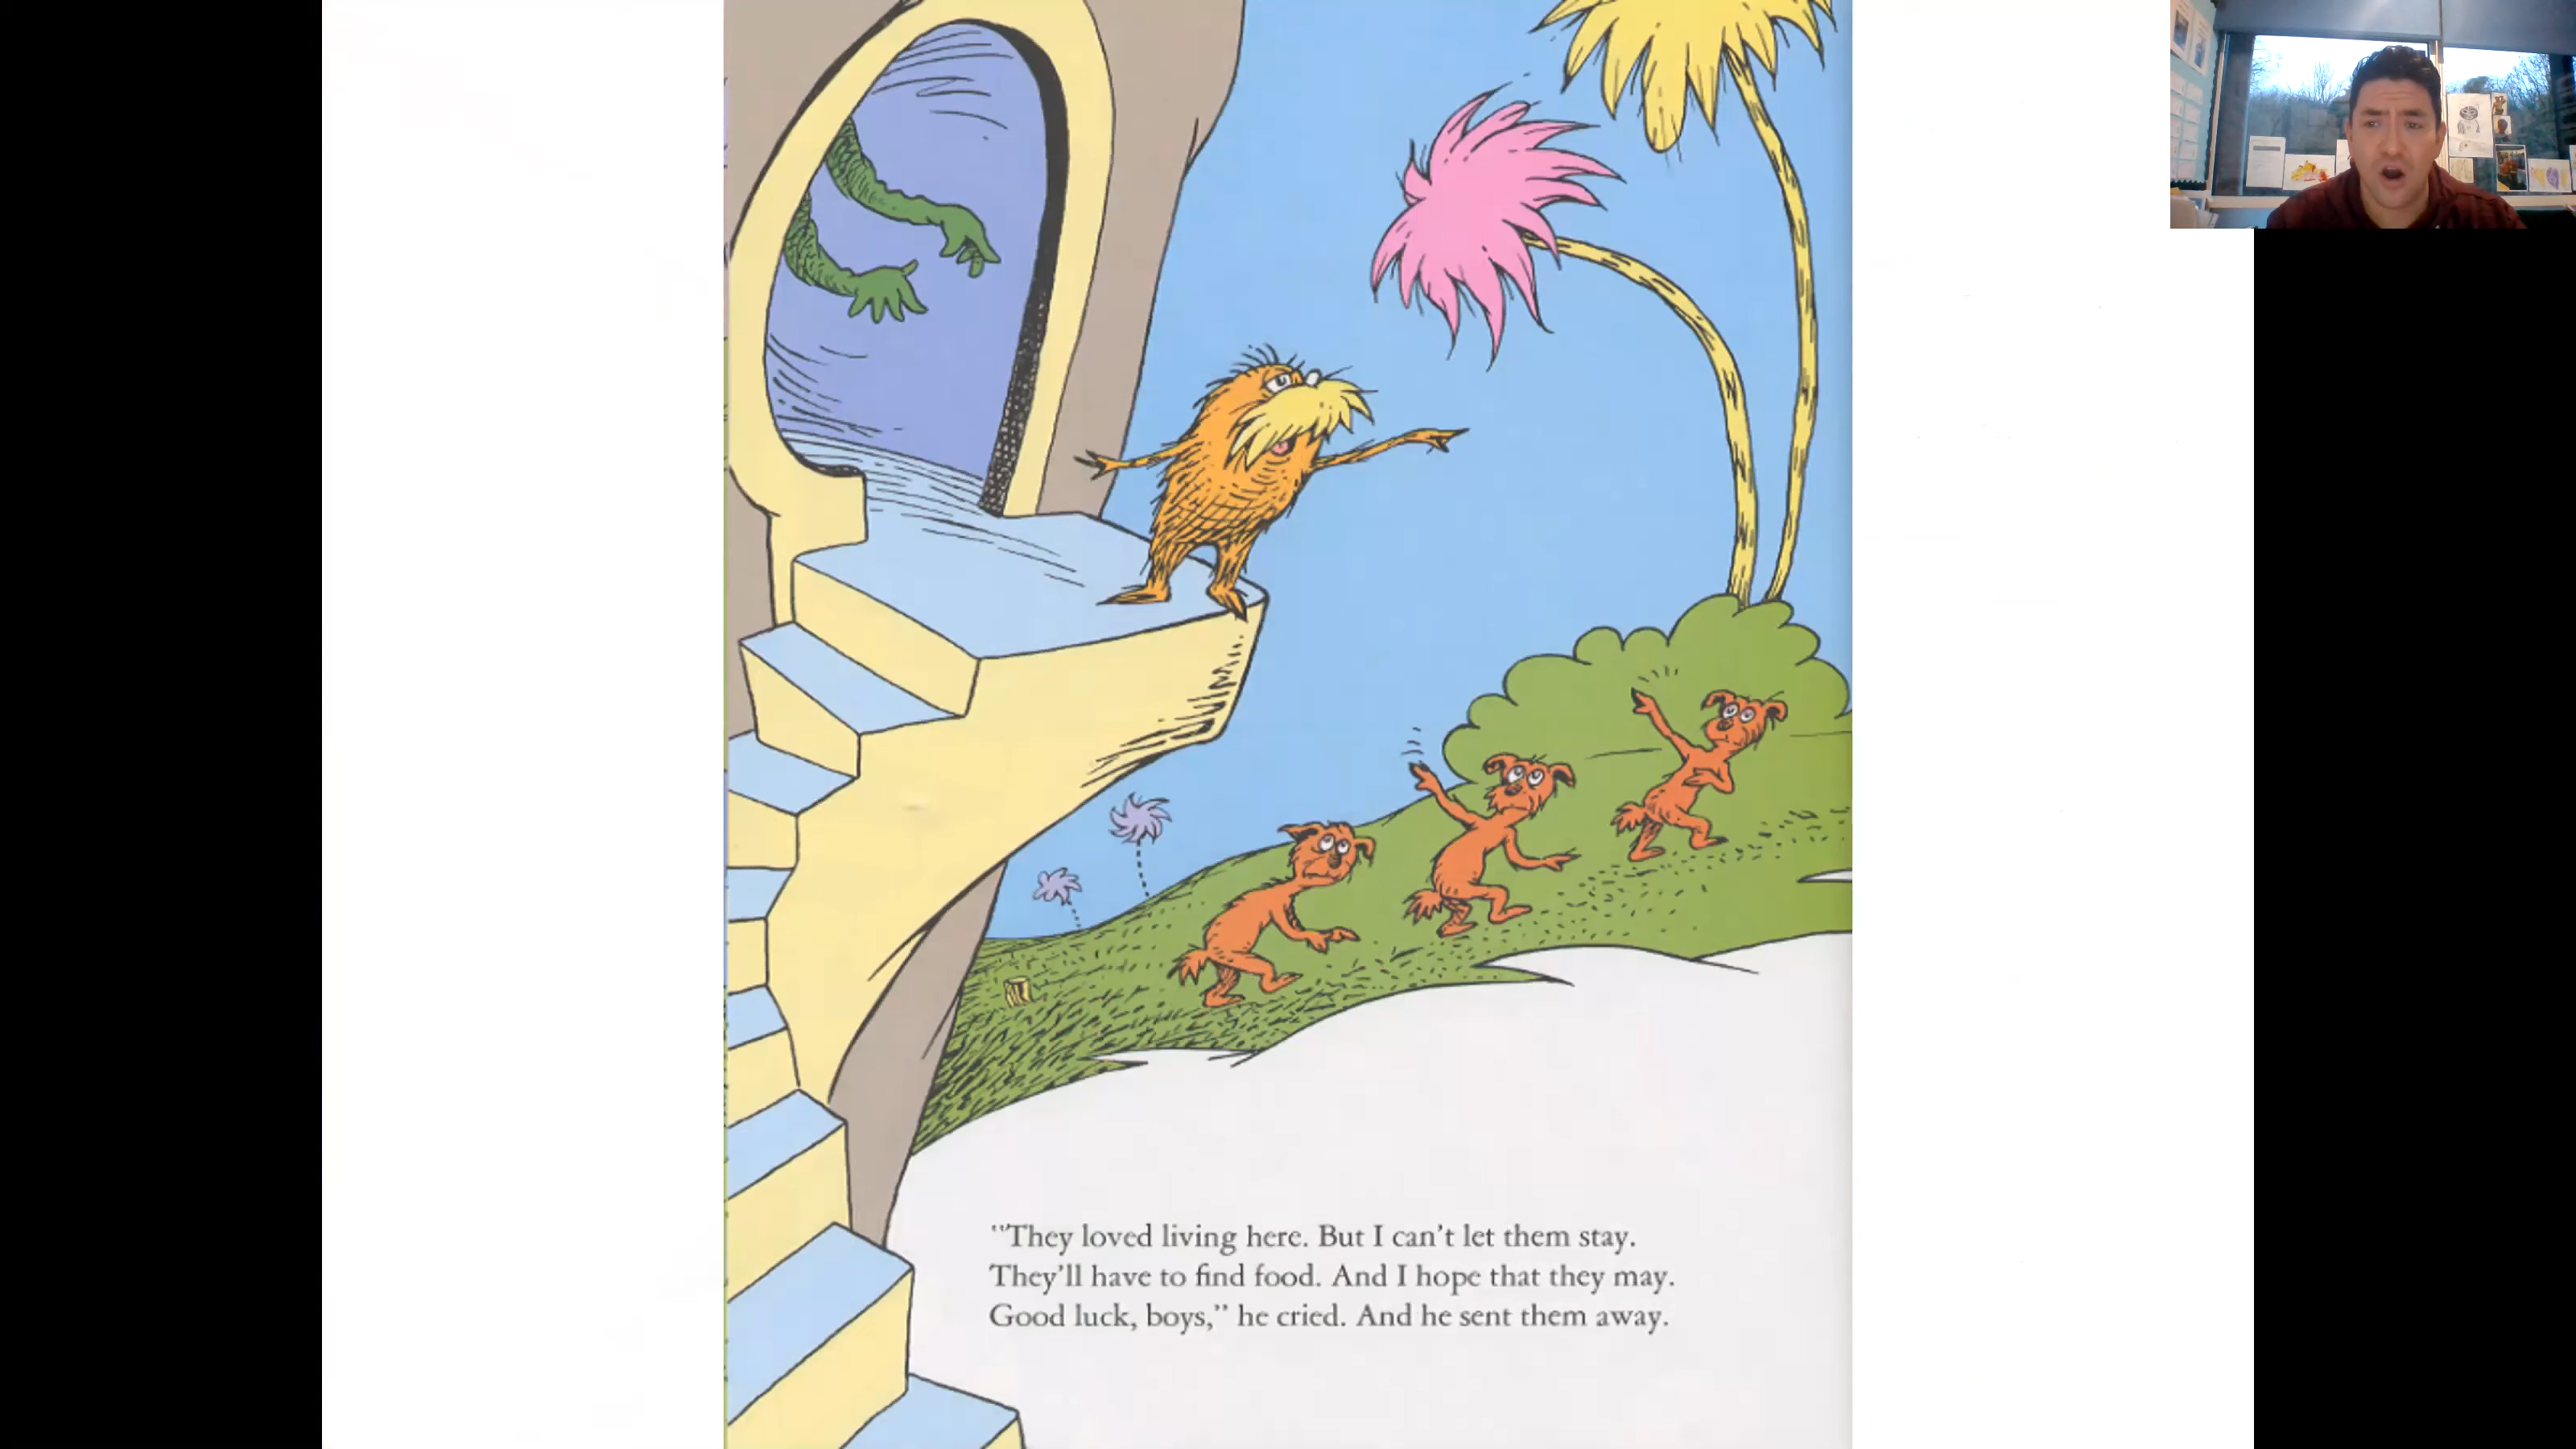 “They loved living here. But I can’t let them stay.
They’ll have to find food. And I hope that they may.
Good luck, boys,” he cried. And he sent them away.